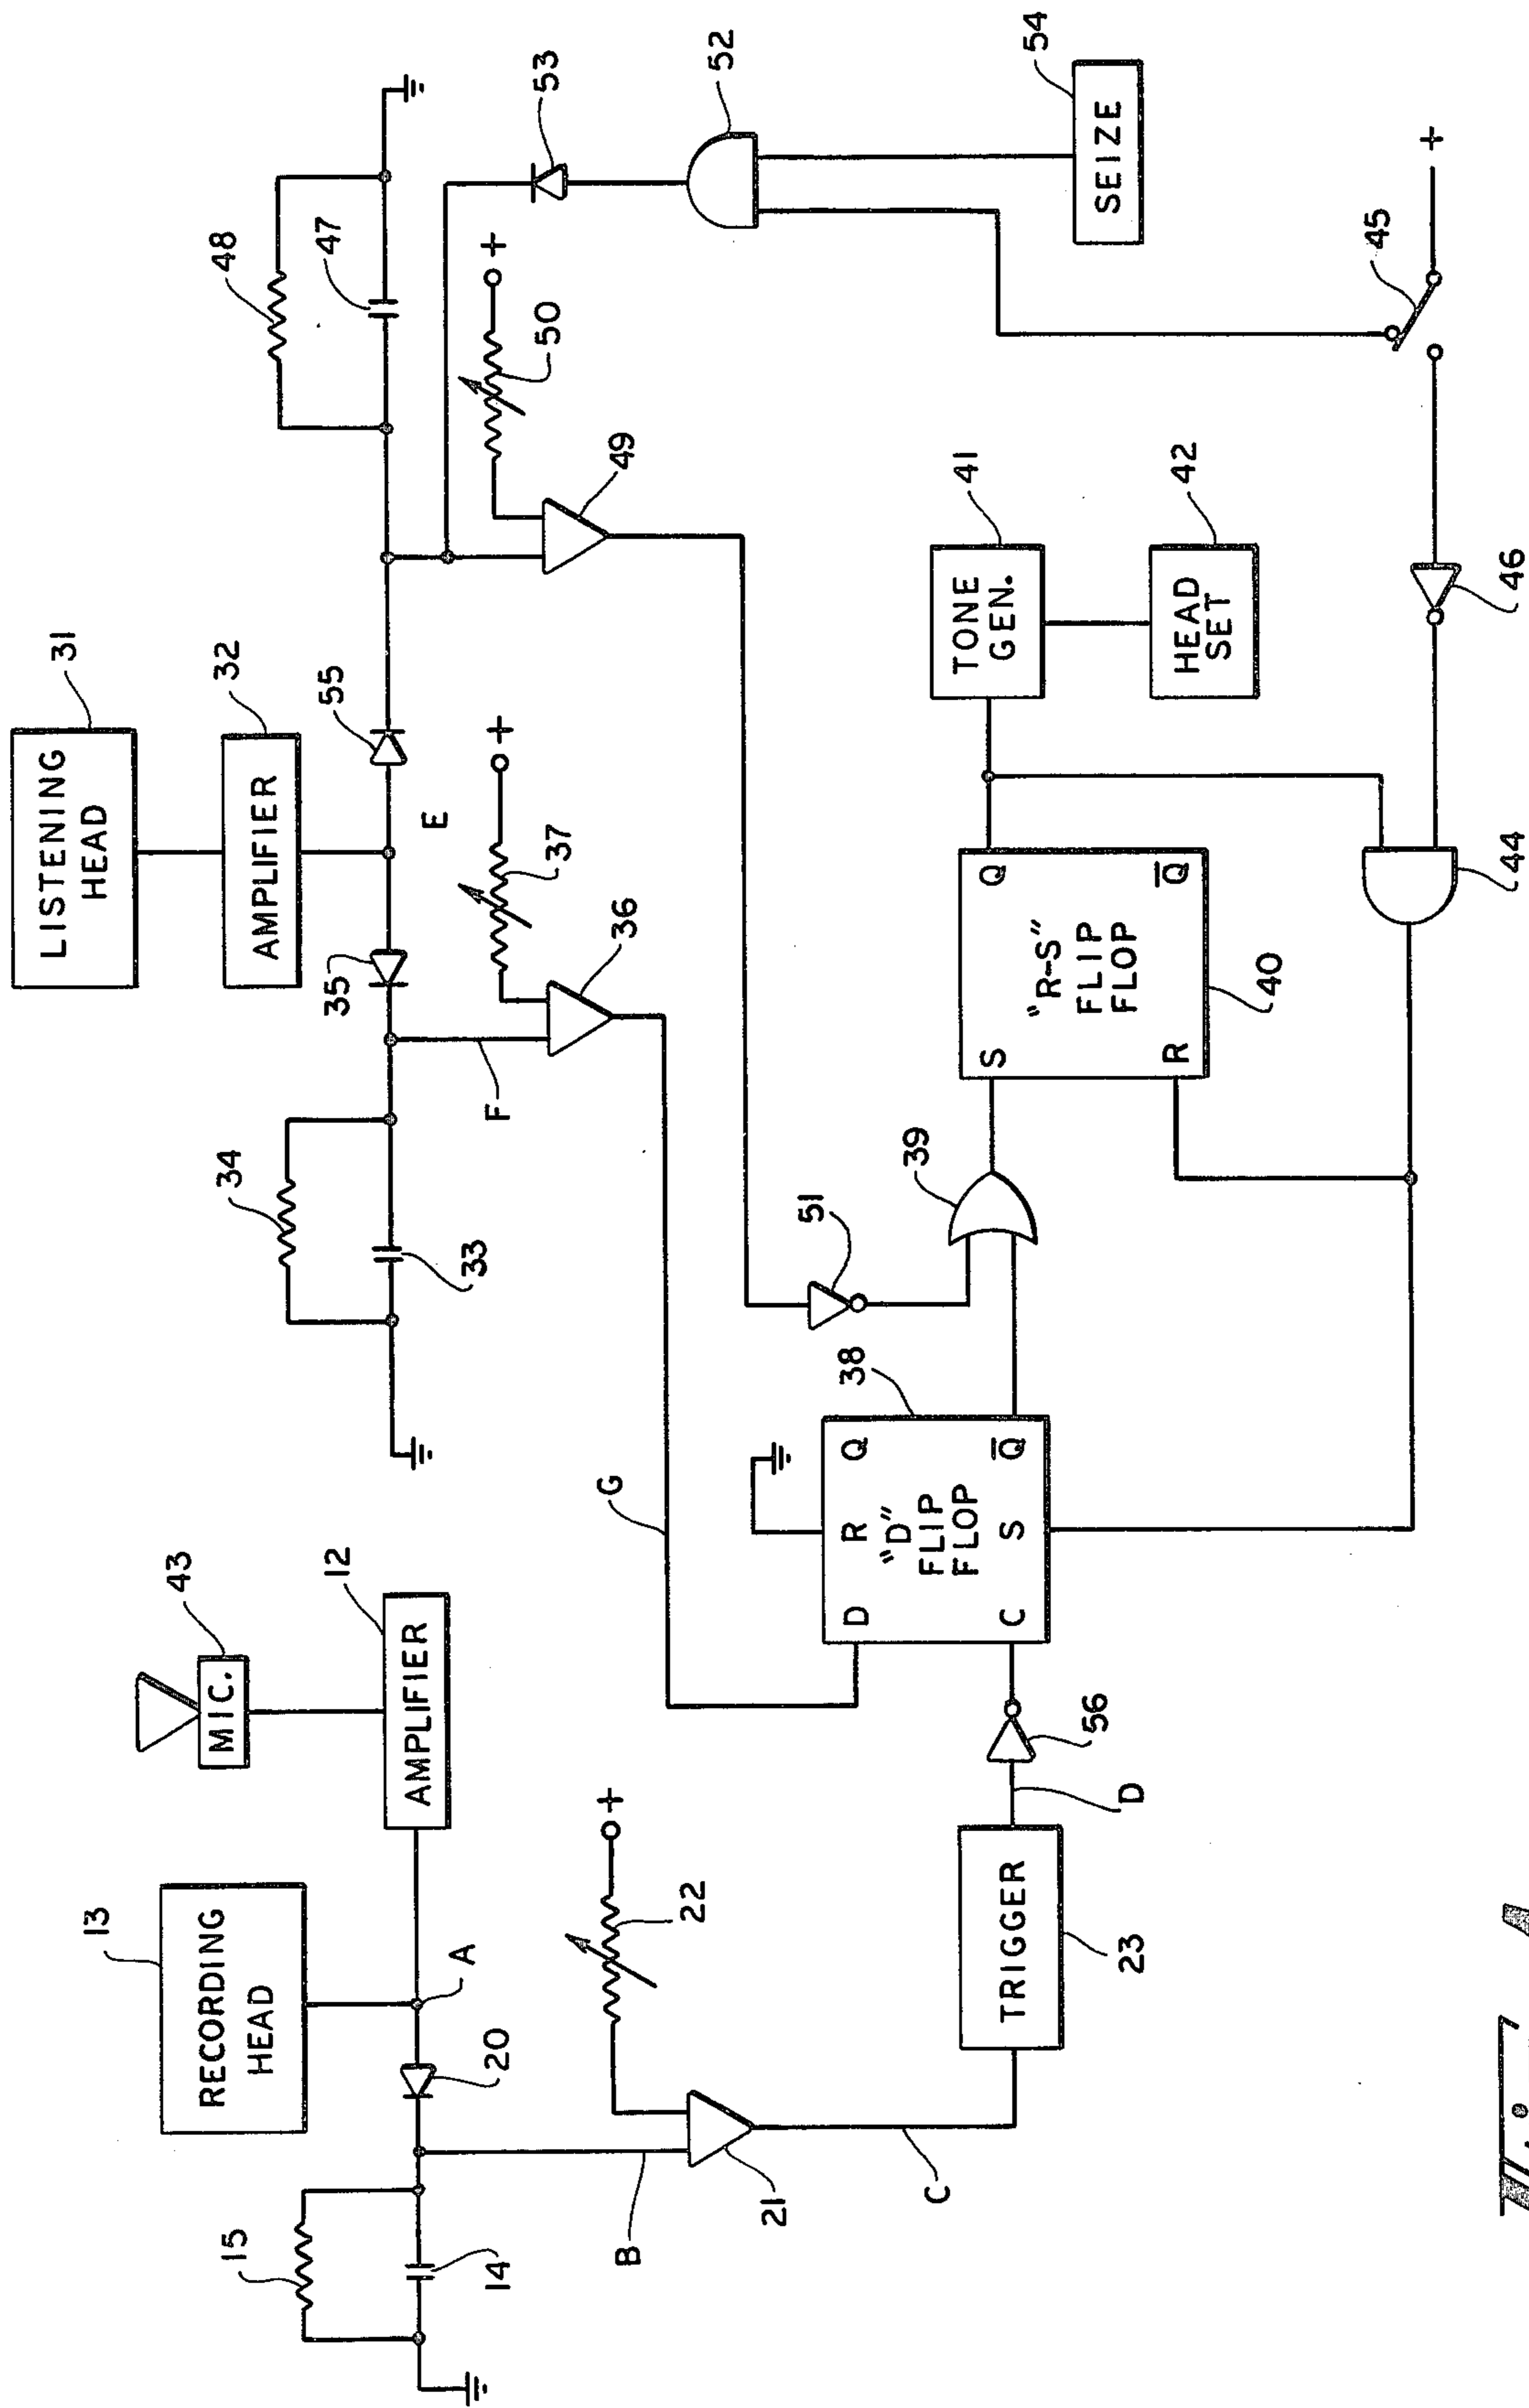 31
LISTENING
HEAD
32
AMPLIFIER
13
RECORDING
HEAD
43
MIC.
12
AMPLIFIER
15
14
20
A
B
21
22
+
C
TRIGGER
23
D
56
34
33
35
55
E
F
36
37
+
G
48
47
49
50
+
53
52
SEIZE
54
51
38
D R Q
"D"
FLIP
FLOP
C S Q̅
39
S Q
"R-S"
FLIP
FLOP
R Q̅
40
TONE
GEN.
41
HEAD
SET
42
44
46
45
+